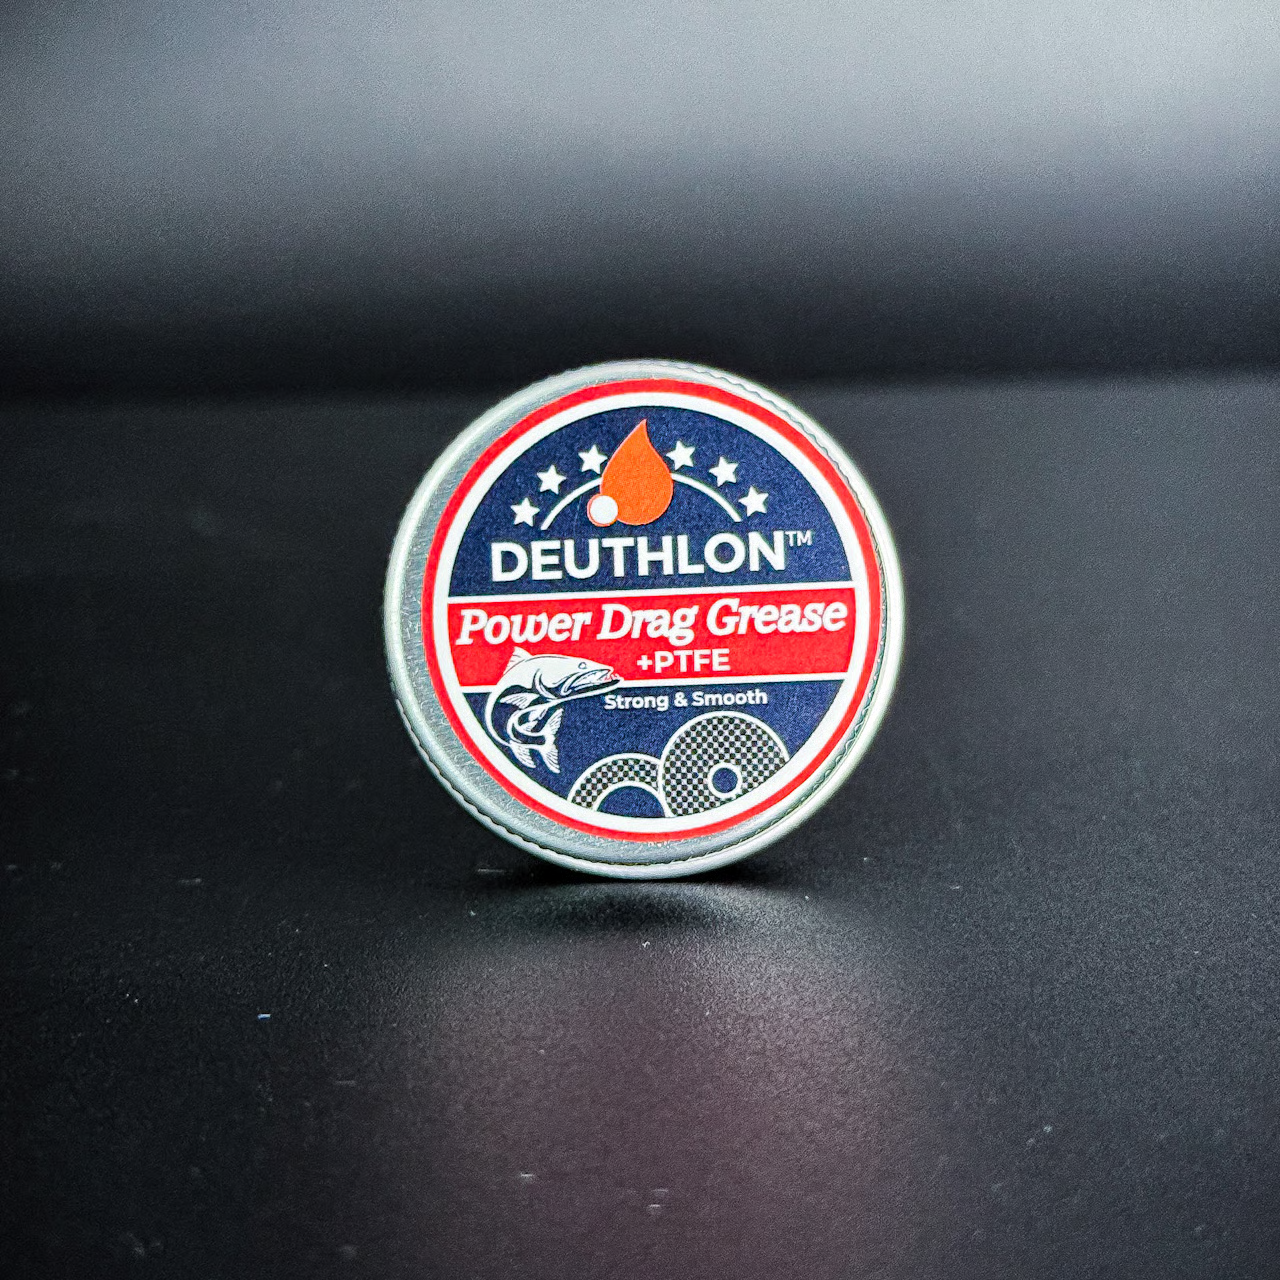 DEUTHLON™
Power Drag Grease
+PTFE
Strong & Smooth